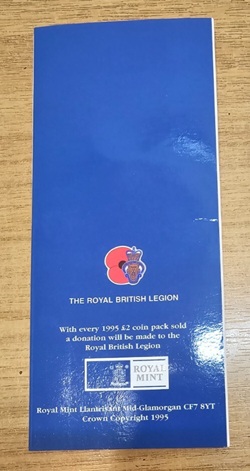 THE ROYAL BRITISH LEGION
With every 1995 £2 coin pack sold
a donation will be made to the
Royal British Legion
ROYAL
MINT
Royal Mint Llantrisant Mid-Glamorgan CF7 8YT
Crown Copyright 1995